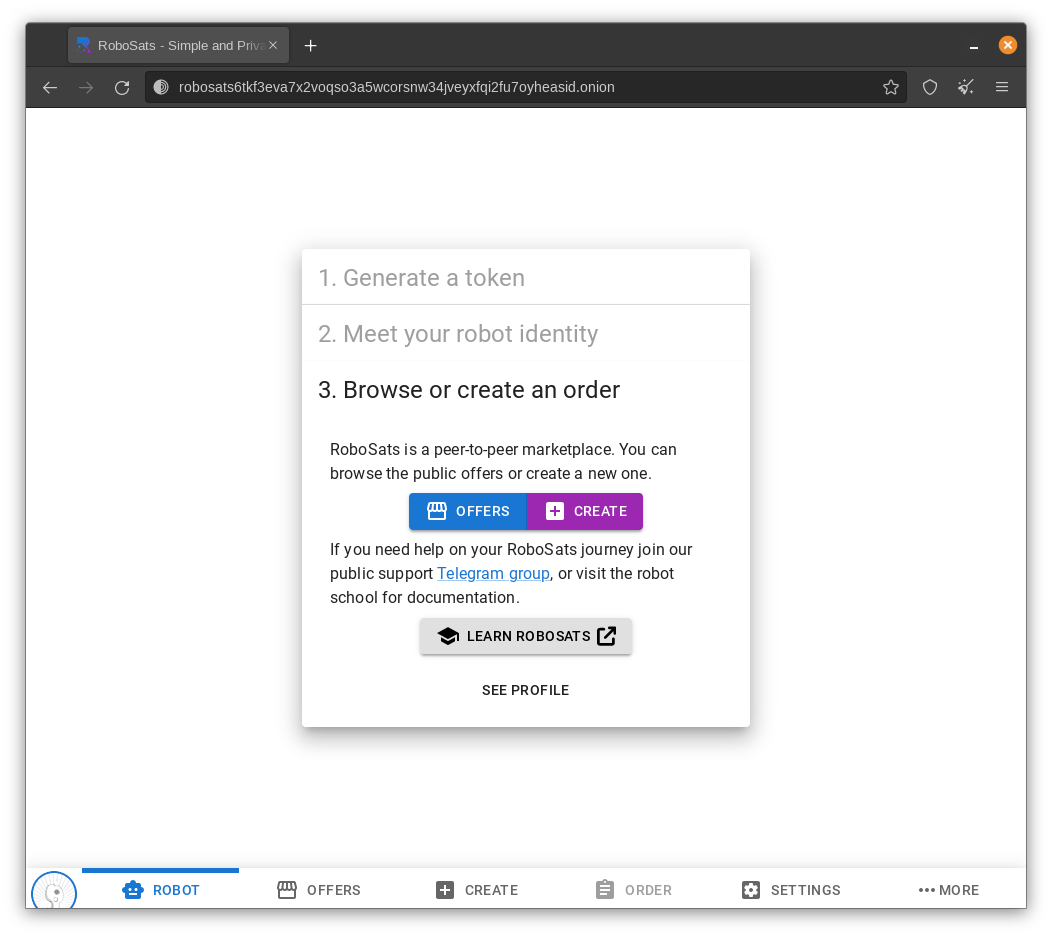 RoboSats - Simple and Priva
robosats6tkf3eva7x2voqso3a5wcorsnw34jveyxfqi2fu7oyheasid.onion
1. Generate a token
2. Meet your robot identity
3. Browse or create an order
RoboSats is a peer-to-peer marketplace. You can
browse the public offers or create a new one.
OFFERS CREATE
If you need help on your RoboSats journey join our
public support Telegram group, or visit the robot
school for documentation.
LEARN ROBOSATS
SEE PROFILE
ROBOT OFFERS CREATE ORDER SETTINGS MORE